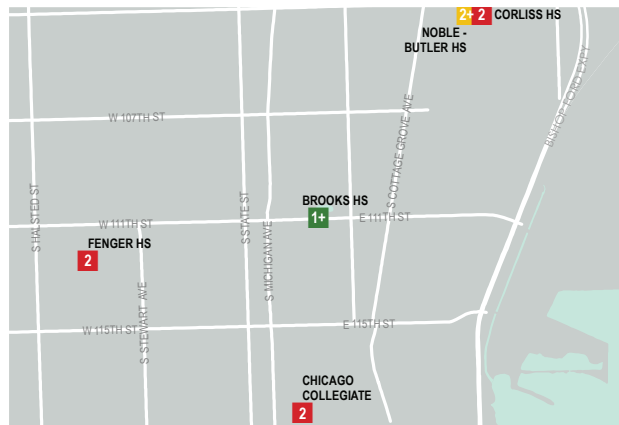 2+ 2 CORLISS HS
NOBLE -
BUTLER HS
BISHOP FORD EXPY
W 107TH ST
S COTTAGE GROVE AVE
S HALSTED ST
S STATE ST
BROOKS HS
1+
W 111TH ST
E 111TH ST
FENGER HS
2
S MICHIGAN AVE
S. STEWART AVE
W 115TH ST
E 115TH ST
CHICAGO
COLLEGIATE
2